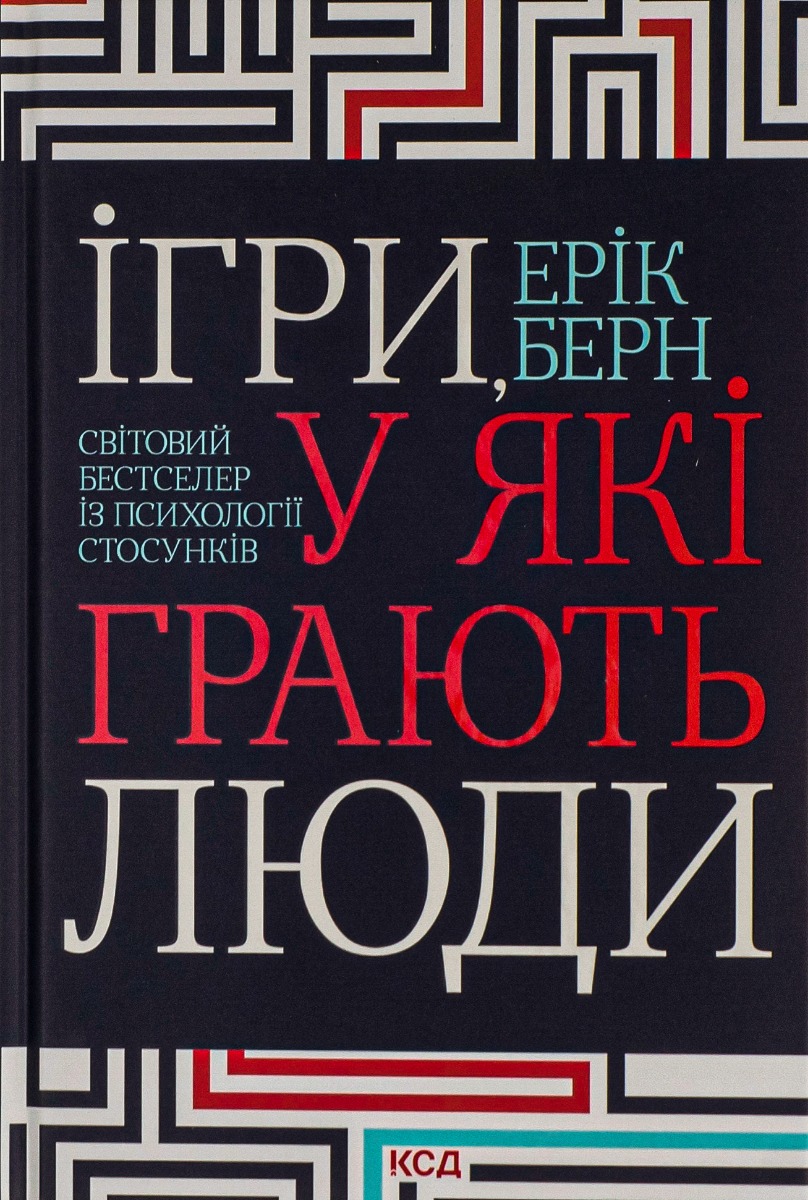 ІГРИ,
ЕРІК
БЕРН
СВІТОВИЙ
БЕСТСЕЛЕР
ІЗ ПСИХОЛОГІЇ
СТОСУНКІВ
У ЯКІ
ГРАЮТЬ
ЛЮДИ
КСД